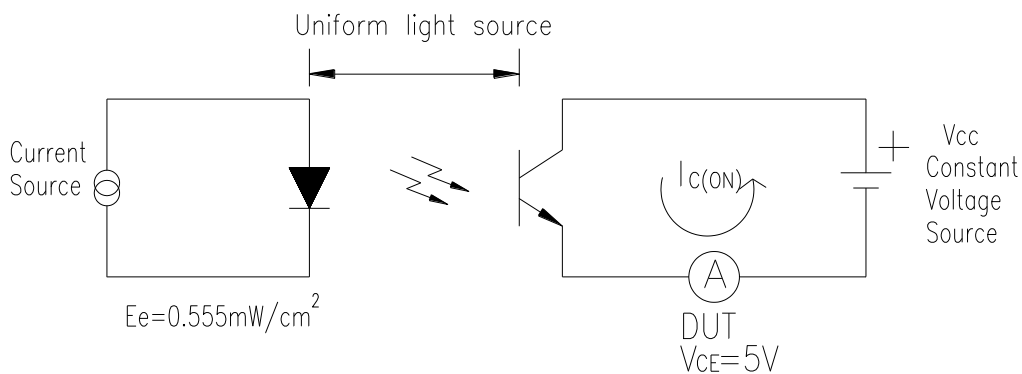 Uniform light source
Current
Source
IC(ON)
+
Vcc
Constant
Voltage
Source
A
Ee=0.555mW/cm²
DUT
VCE=5V